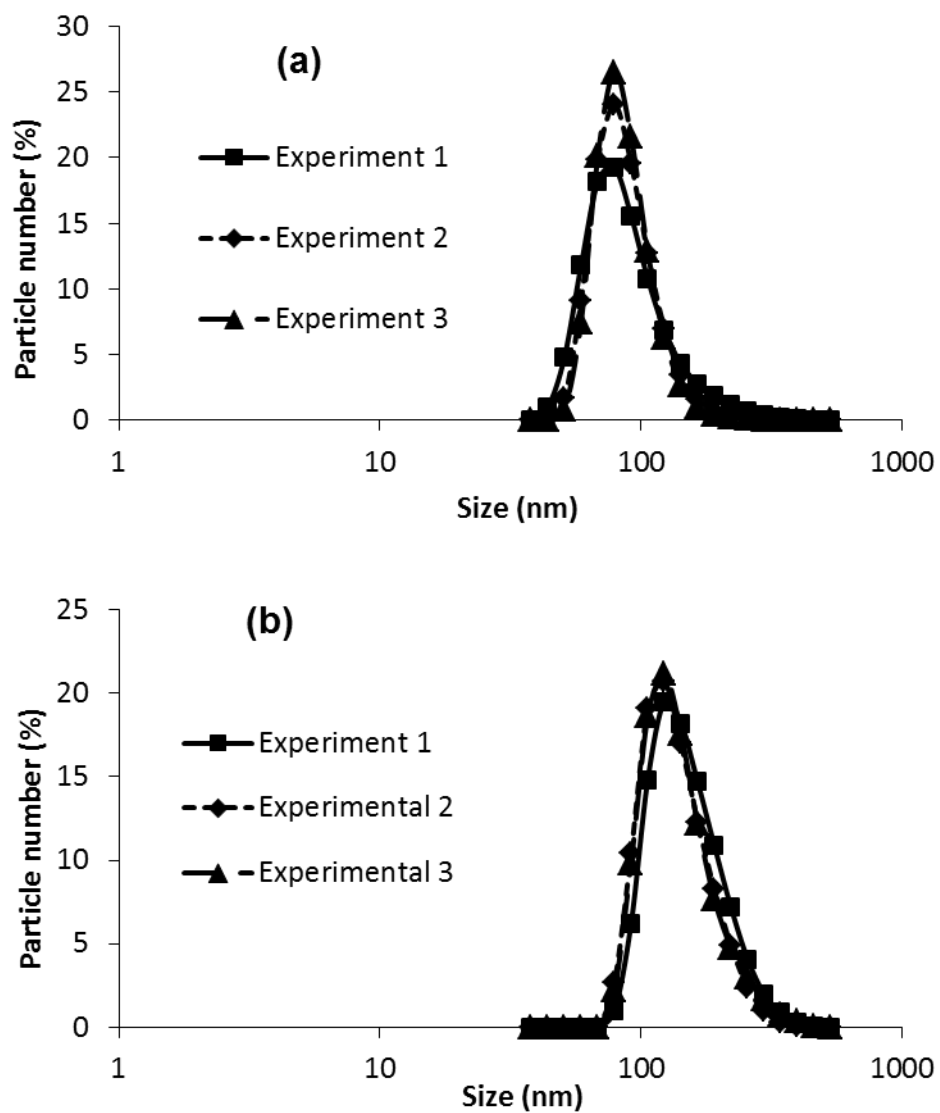 30
(a)
25
Experiment 1
20
15
Experiment 2
10
Experiment 3
5
0
Particle number (%)
1 10 100 1000
Size (nm)
25
(b)
20
Experiment 1
15
Experimental 2
10
Experimental 3
5
0
Particle number (%)
1 10 100 1000
Size (nm)